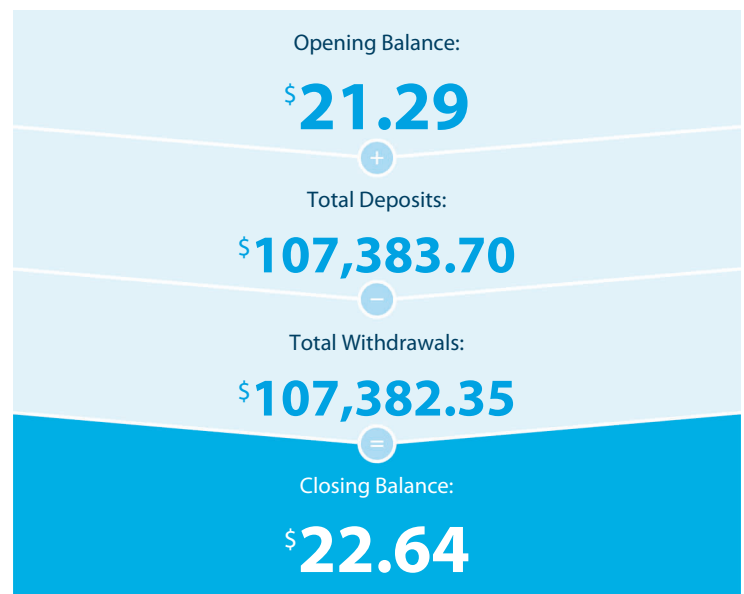 Opening Balance:
$21.29
+
Total Deposits:
$107,383.70
−
Total Withdrawals:
$107,382.35
=
Closing Balance:
$22.64